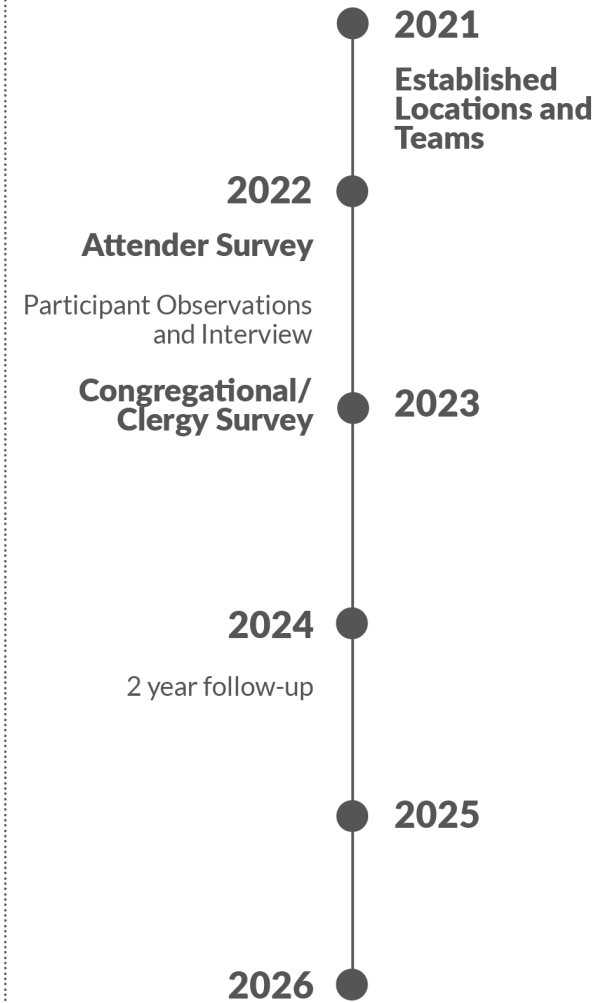 2021
Established
Locations and
Teams
2022
Attender Survey
Participant Observations
and Interview
Congregational/
Clergy Survey
2023
2024
2 year follow-up
2025
2026